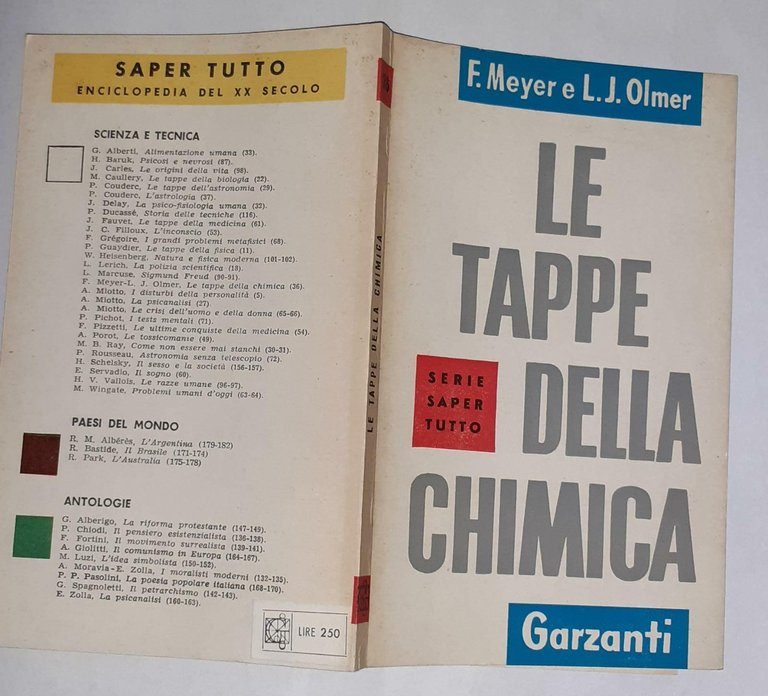 SAPER TUTTO
ENCICLOPEDIA DEL XX SECOLO
SCIENZA E TECNICA
G. Alberti, Alimentazione umana (33).
H. Baruk, Psicosi e nevrosi (87).
J. Carles, Le origini della vita (98).
M. Caullery, Le tappe della biologia (22).
P. Couderc, Le tappe dell'astronomia (29).
P. Couderc, L'astrologia (37).
J. Delay, La psico-fisiologia umana (32).
P. Ducassé, Storia delle tecniche (116).
J. Fauvet, Le tappe della medicina (61).
J. C. Filloux, L'inconscio (53).
F. Grégoire, I grandi problemi metafisici (68).
P. Guaydier, Le tappe della fisica (11).
W. Heisenberg, Natura e fisica moderna (101-102).
L. Lerich, La polizia scientifica (18).
L. Marcuse, Sigmund Freud (90-91).
F. Meyer-L. J. Olmer, Le tappe della chimica (36).
A. Miotto, I disturbi della personalità (5).
A. Miotto, La psicanalisi (27)
A. Miotto, Le crisi dell'uomo e della donna (65-66).
P. Pichot, I tests mentali (71).
F. Pizzetti, Le ultime conquiste della medicina (54).
A. Porot, Le tossicomanie (49).
M. B. Ray, Come non essere mai stanchi (30-31).
P. Rousseau, Astronomia senza telescopio (72).
H. Schelsky, Il sesso e la società (156-157).
E. Servadio, Il sogno (60).
H. V. Vallois, Le razze umane (96-97).
M. Wingate, Problemi umani d'oggi (63-64).
PAESI DEL MONDO
R. M. Albérès, L'Argentina (179-182)
R. Bastide, Il Brasile (171-174)
R. Park, L'Australia (175-178)
ANTOLOGIE
G. Alberigo, La riforma protestante (147-149).
P. Chiodi, Il pensiero esistenzialista (136-138).
F. Fortini, Il movimento surrealista (139-141).
A. Giolitti, Il comunismo in Europa (164-167).
M. Luzi, L'idea simbolista (150-152).
A. Moravia-E. Zolla, I moralisti moderni (132-135).
P. P. Pasolini, La poesia popolare italiana (168-170).
G. Spagnoletti, Il petrarchismo (142-143).
E. Zolla, La psicanalisi (160-163).
LIRE 250
LE TAPPE DELLA CHIMICA
F. Meyer e L. J. Olmer
LE
TAPPE
DELLA
CHIMICA
SERIE
SAPER
TUTTO
Garzanti